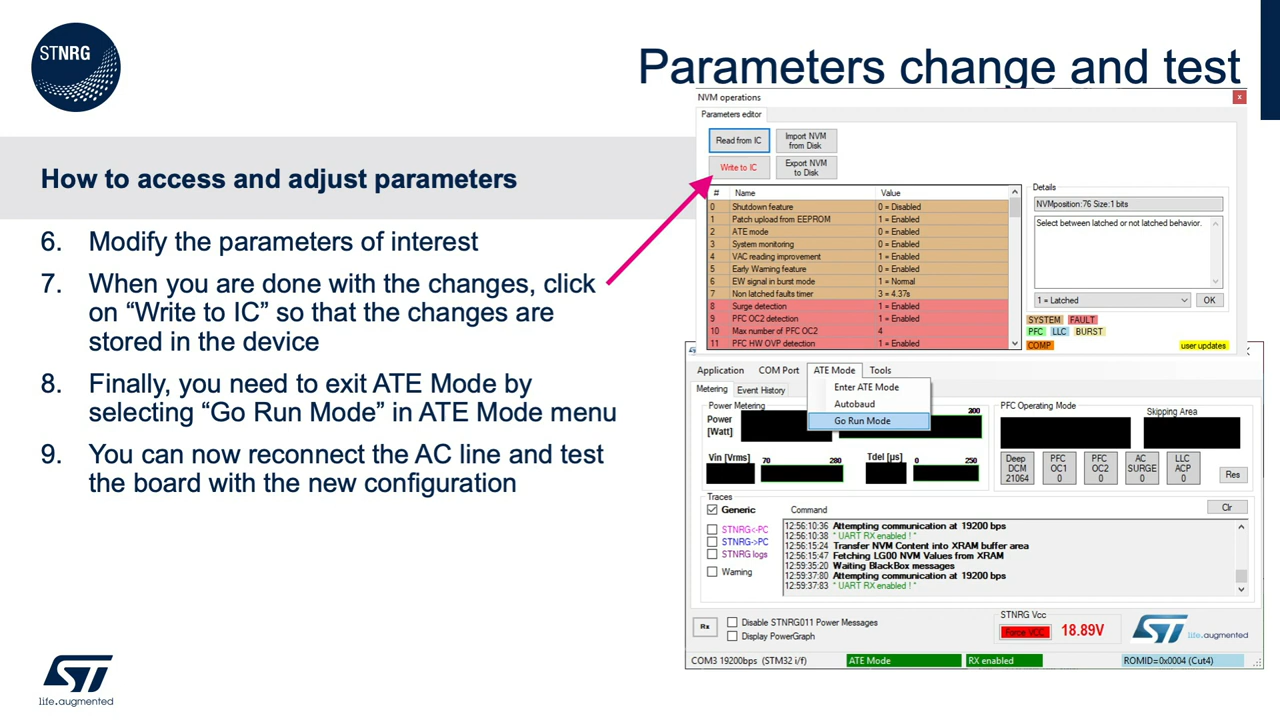 STNRG
Parameters change and test
How to access and adjust parameters
6. Modify the parameters of interest
7. When you are done with the changes, click
on “Write to IC” so that the changes are
stored in the device
8. Finally, you need to exit ATE Mode by
selecting “Go Run Mode” in ATE Mode menu
9. You can now reconnect the AC line and test
the board with the new configuration
life.augmented
NVM operations
x
Parameters editor
Read from IC
Import NVM
from Disk
Write to IC
Export NVM
to Disk
# Name Value
0 Shutdown feature 0 = Disabled
1 Patch upload from EEPROM 1 = Enabled
2 ATE mode 0 = Enabled
3 System monitoring 0 = Enabled
4 VAC reading improvement 1 = Enabled
5 Early Warning feature 0 = Enabled
6 EW signal in burst mode 1 = Normal
7 Non latched faults timer 3 = 4.37s
8 Surge detection 1 = Enabled
9 PFC OC2 detection 1 = Enabled
10 Max number of PFC OC2 4
11 PFC HW OVP detection 1 = Enabled
Details
NVMposition:76 Size:1 bits
Select between latched or not latched behavior.
1 = Latched OK
SYSTEM FAULT
PFC LLC BURST
COMP user updates
Application COM Port ATE Mode Tools
Enter ATE Mode
Autobaud
Go Run Mode
Metering Event History
Power Metering
Power
[Watt]
200
Vin [Vrms] 70 280
Tdel [µs] 0 250
PFC Operating Mode
Skipping Area
Deep
DCM
21064
PFC
OC1
0
PFC
OC2
0
AC
SURGE
0
LLC
ACP
0
Res
Traces
Generic
Command
Clr
STNRG<-PC
STNRG->PC
STNRG logs
Warning
12:56:10:36 Attempting communication at 19200 bps
12:56:10:38 * UART RX enabled ! *
12:56:15:24 Transfer NVM Content into XRAM buffer area
12:56:15:47 Fetching LG00 NVM Values from XRAM
12:59:35:20 Waiting BlackBox messages
12:59:37:80 Attempting communication at 19200 bps
12:59:37:83 * UART RX enabled ! *
Rx
Disable STNRG011 Power Messages
Display PowerGraph
STNRG Vcc
Force VCC
18.89V
life.augmented
COM3 19200bps (STM32 i/f) ATE Mode RX enabled ROMID=0x0004 (Cut4)